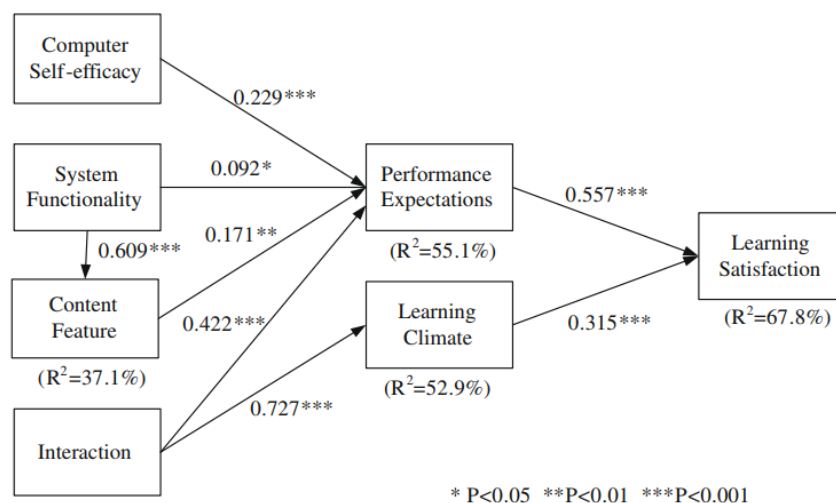 Computer
Self-efficacy
0.229***
System
Functionality
0.092*
Performance
Expectations
(R²=55.1%)
0.557***
0.609***
0.171**
Learning
Satisfaction
(R²=67.8%)
Content
Feature
(R²=37.1%)
0.422***
Learning
Climate
(R²=52.9%)
0.315***
0.727***
Interaction
* P<0.05 **P<0.01 ***P<0.001